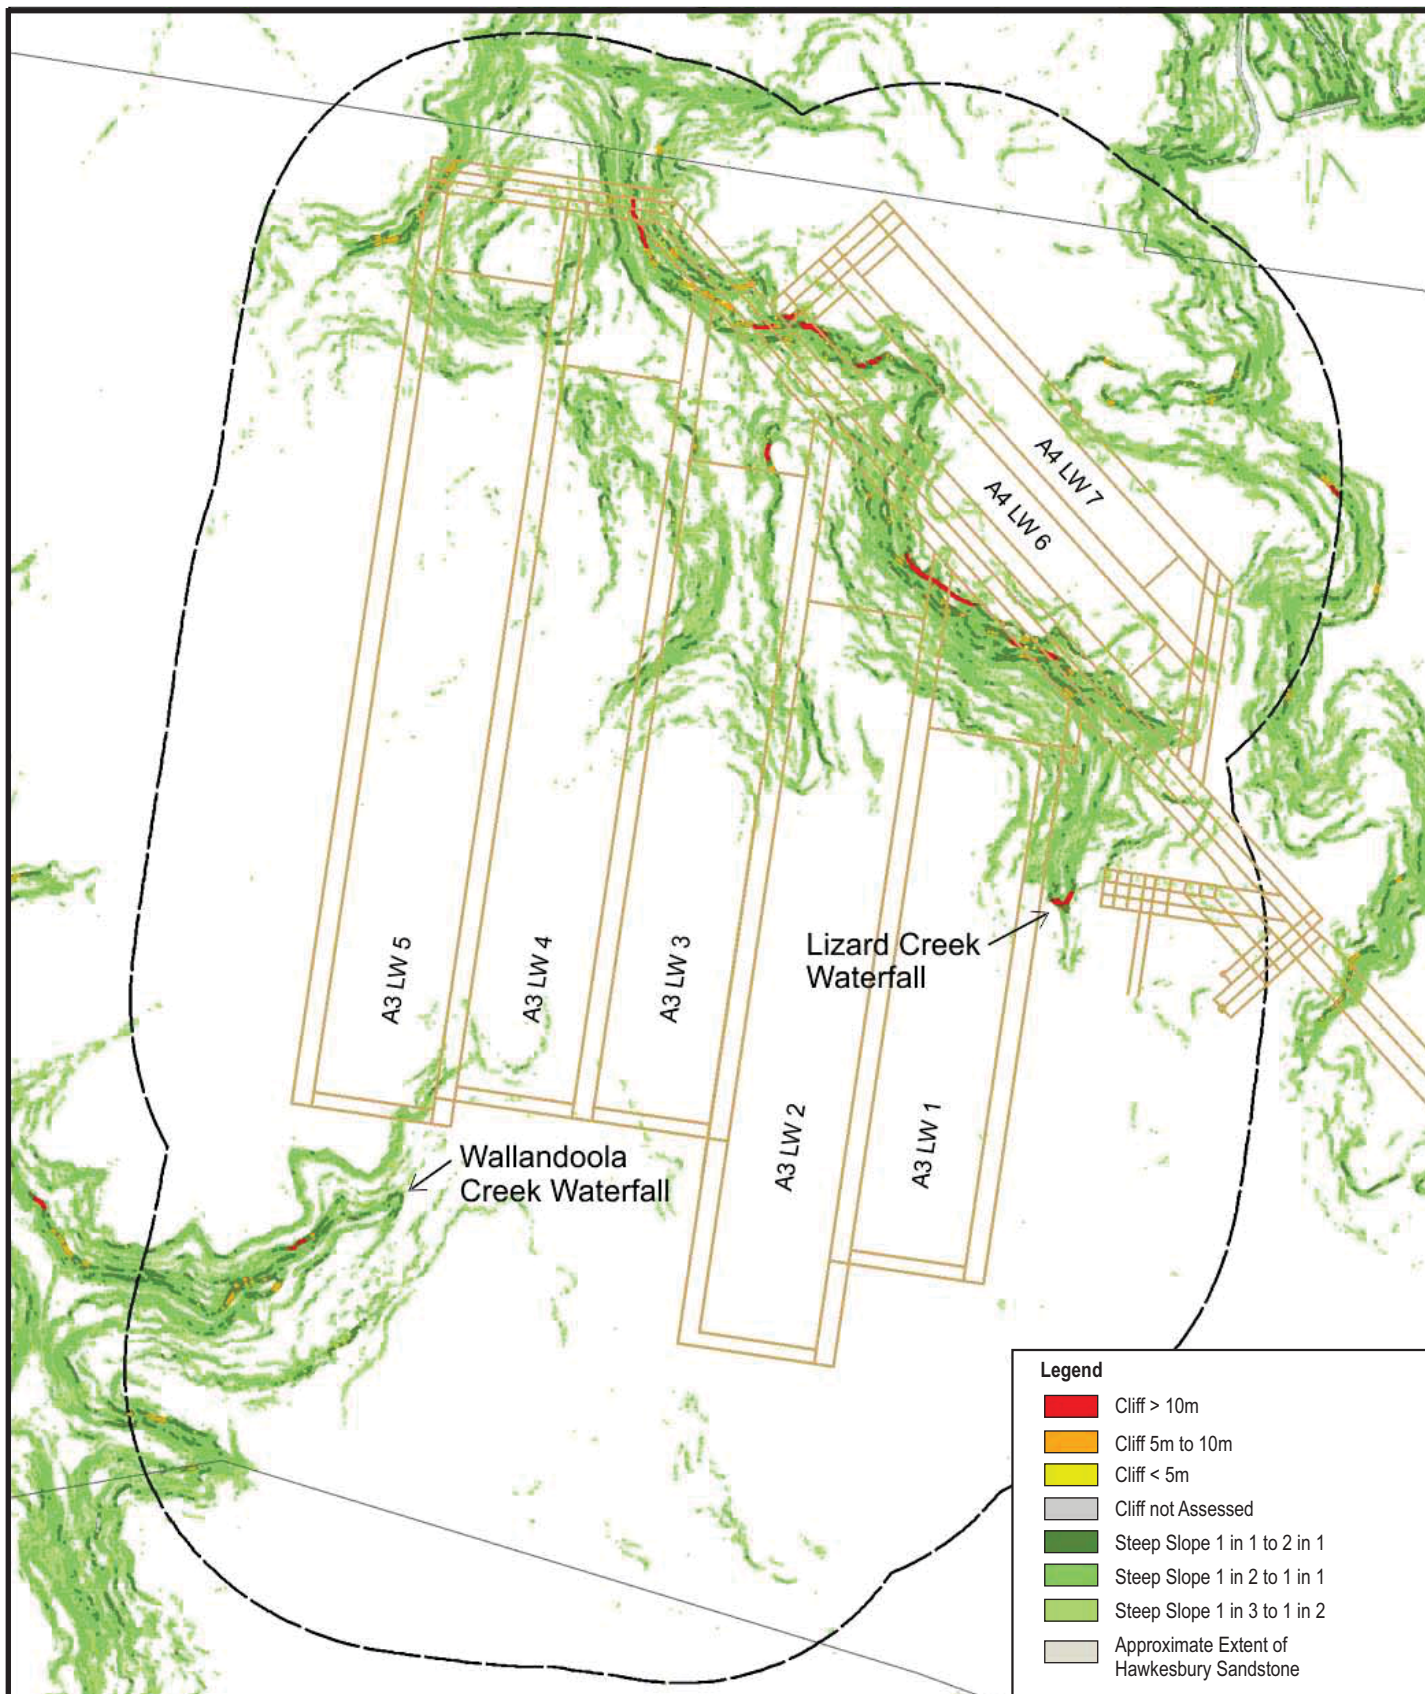 A4 LW 7
A4 LW 6
A3 LW 5
A3 LW 4
A3 LW 3
Lizard Creek
Waterfall
A3 LW 2
A3 LW 1
Wallandoola
Creek Waterfall
Legend
Cliff > 10m
Cliff 5m to 10m
Cliff < 5m
Cliff not Assessed
Steep Slope 1 in 1 to 2 in 1
Steep Slope 1 in 2 to 1 in 1
Steep Slope 1 in 3 to 1 in 2
Approximate Extent of
Hawkesbury Sandstone